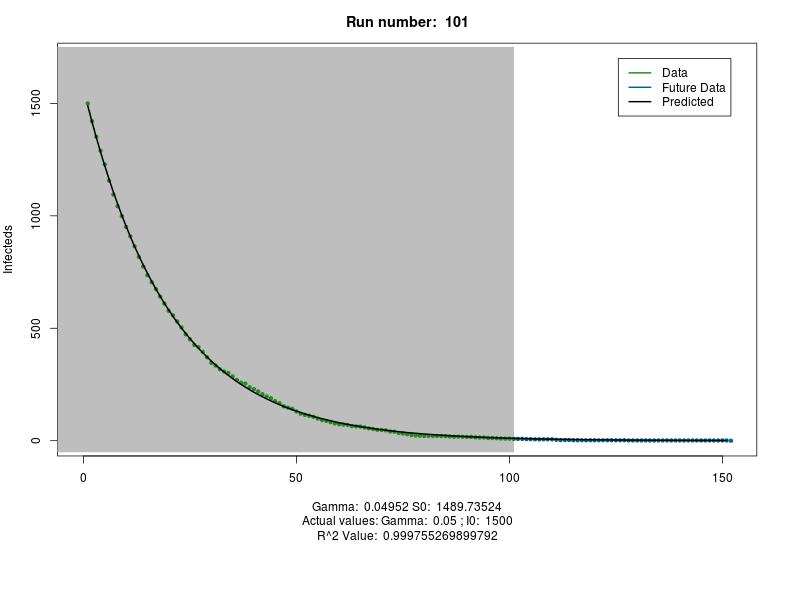 Run number: 101
Data
Future Data
Predicted
Infecteds
1500
1000
500
0
0
50
100
150
Gamma: 0.04952 S0: 1489.73524
Actual values: Gamma: 0.05 ; I0: 1500
R^2 Value: 0.999755269899792